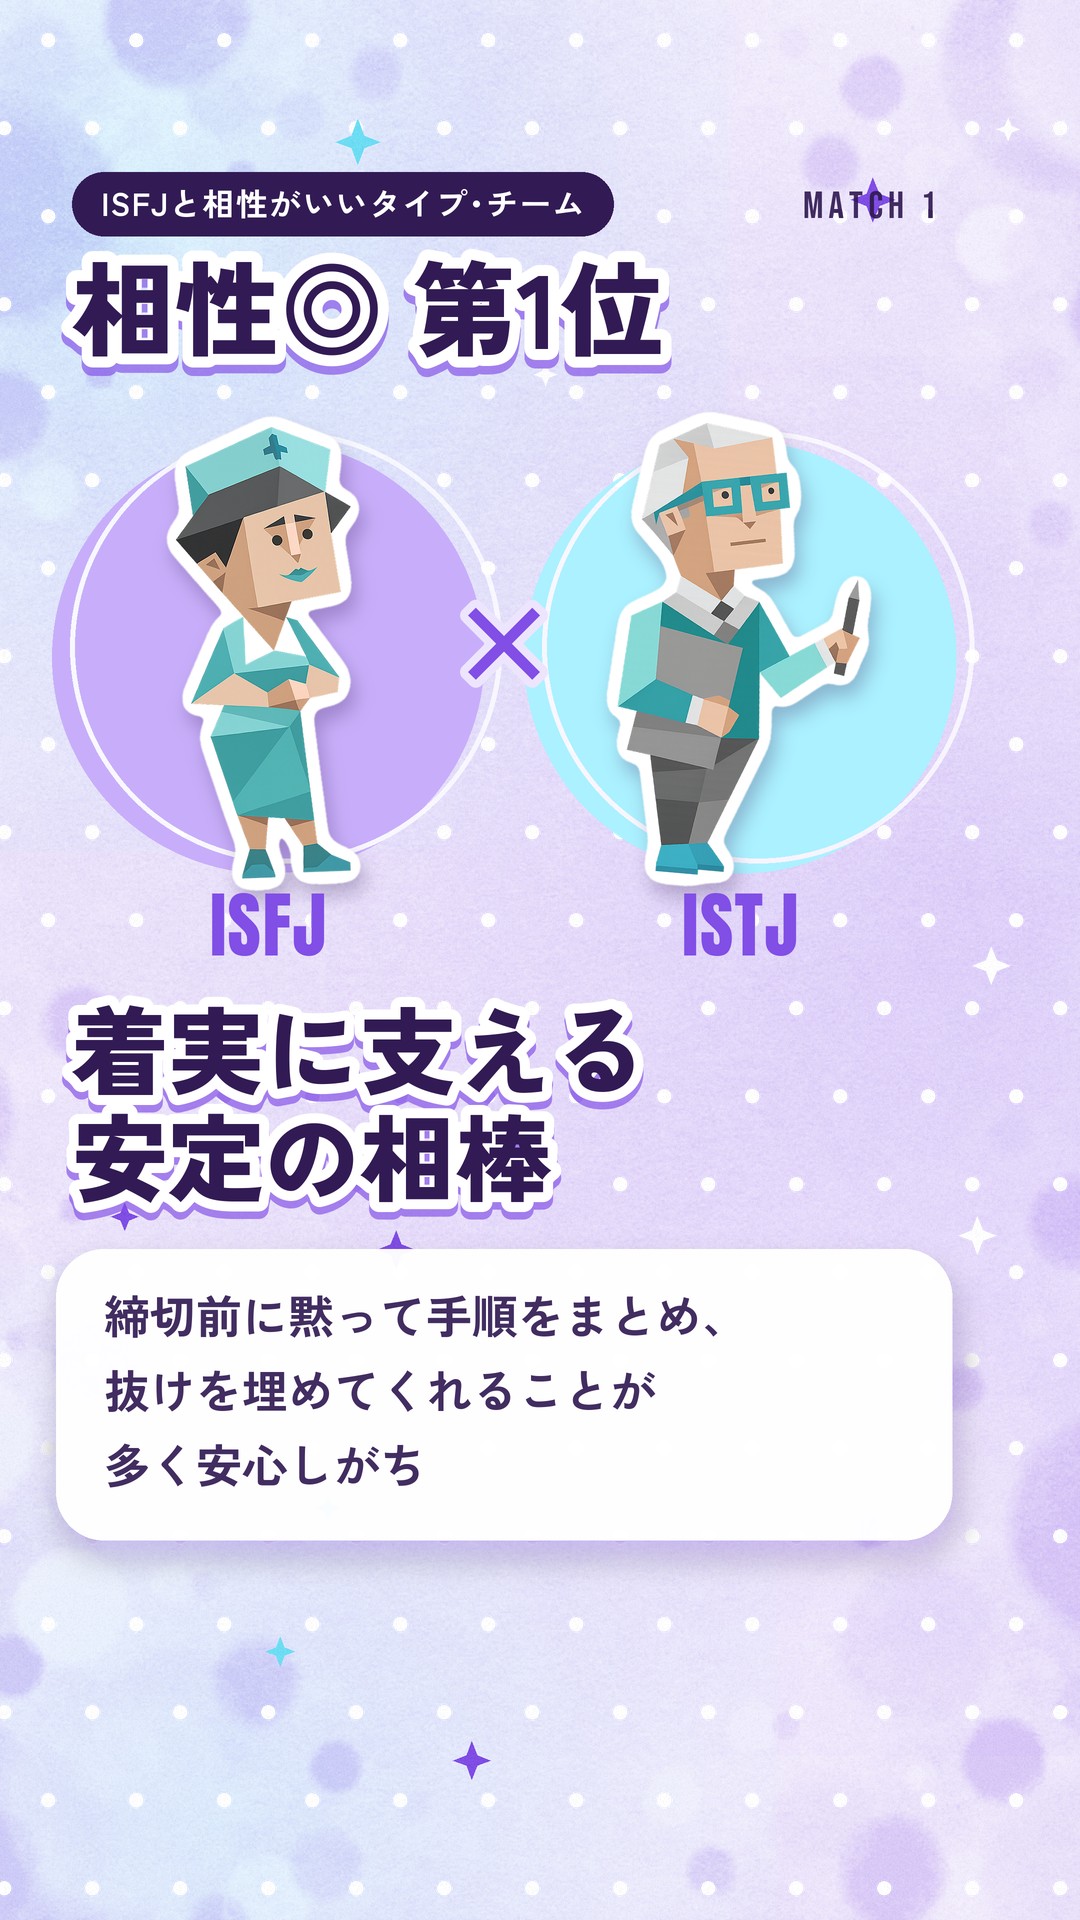 ISFJと相性がいいタイプ・チーム
MATCH 1
相性◎ 第1位
×
ISFJ
ISTJ
着実に支える
安定の相棒
締切前に黙って手順をまとめ、
抜けを埋めてくれることが
多く安心しがち